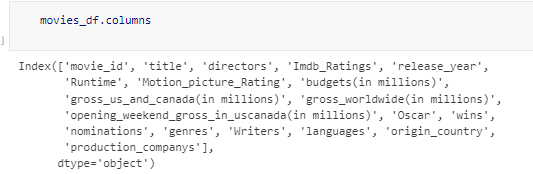 movies_df.columns
]
Index(['movie_id', 'title', 'directors', 'Imdb_Ratings', 'release_year',
'Runtime', 'Motion_picture_Rating', 'budgets(in millions)',
'gross_us_and_canada(in millions)', 'gross_worldwide(in millions)',
'opening_weekend_gross_in_uscanada(in millions)', 'Oscar', 'wins',
'nominations', 'genres', 'Writers', 'languages', 'origin_country',
'production_companys'],
dtype='object')